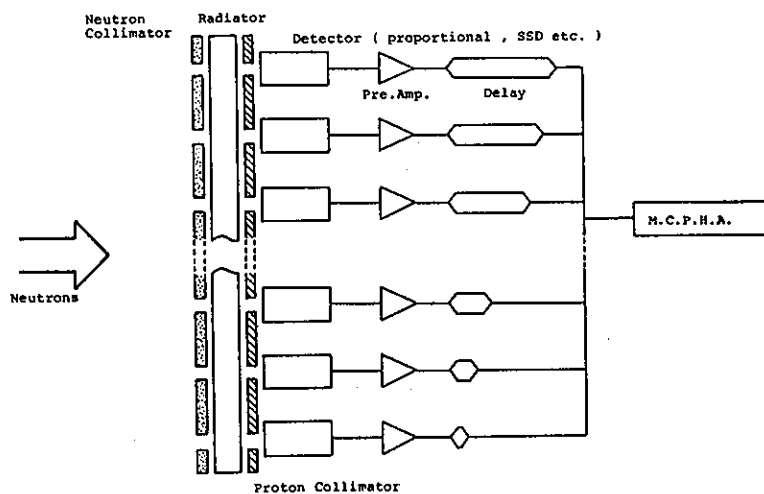 Neutron
Collimator
Radiator
Detector ( proportional , SSD etc. )
Pre.Amp.
Delay
M.C.P.H.A.
Neutrons
Proton Collimator